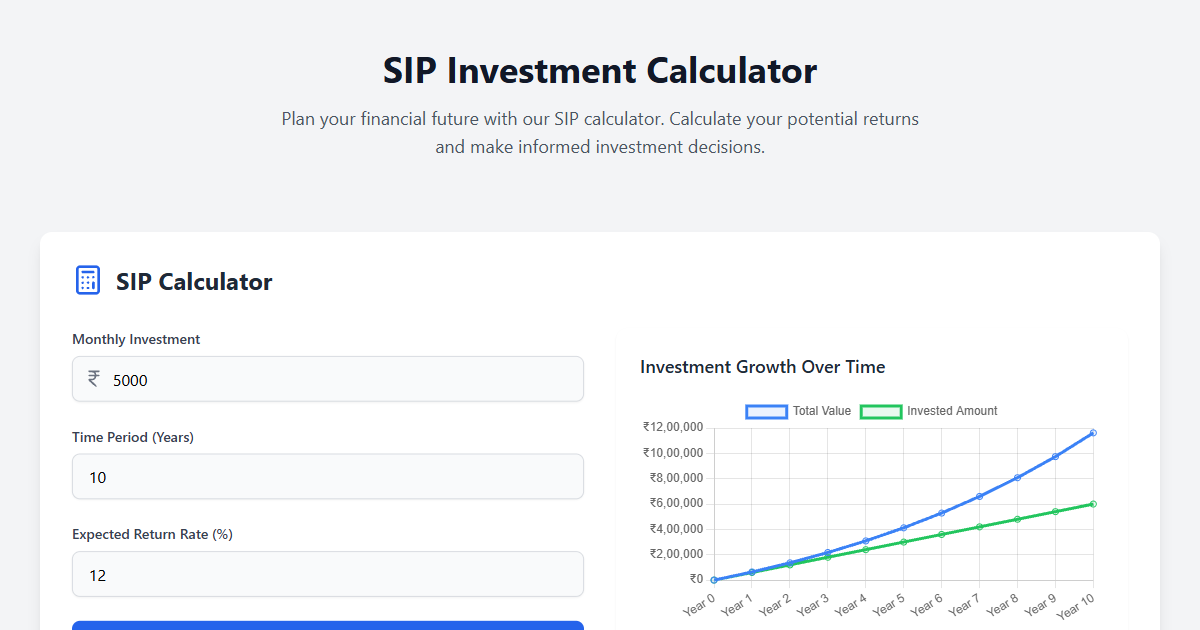 SIP Investment Calculator
Plan your financial future with our SIP calculator. Calculate your potential returns
and make informed investment decisions.
SIP Calculator
Monthly Investment
₹ 5000
Time Period (Years)
10
Expected Return Rate (%)
12
Investment Growth Over Time
Total Value Invested Amount
₹12,00,000
₹10,00,000
₹8,00,000
₹6,00,000
₹4,00,000
₹2,00,000
₹0
Year 0 Year 1 Year 2 Year 3 Year 4 Year 5 Year 6 Year 7 Year 8 Year 9 Year 10